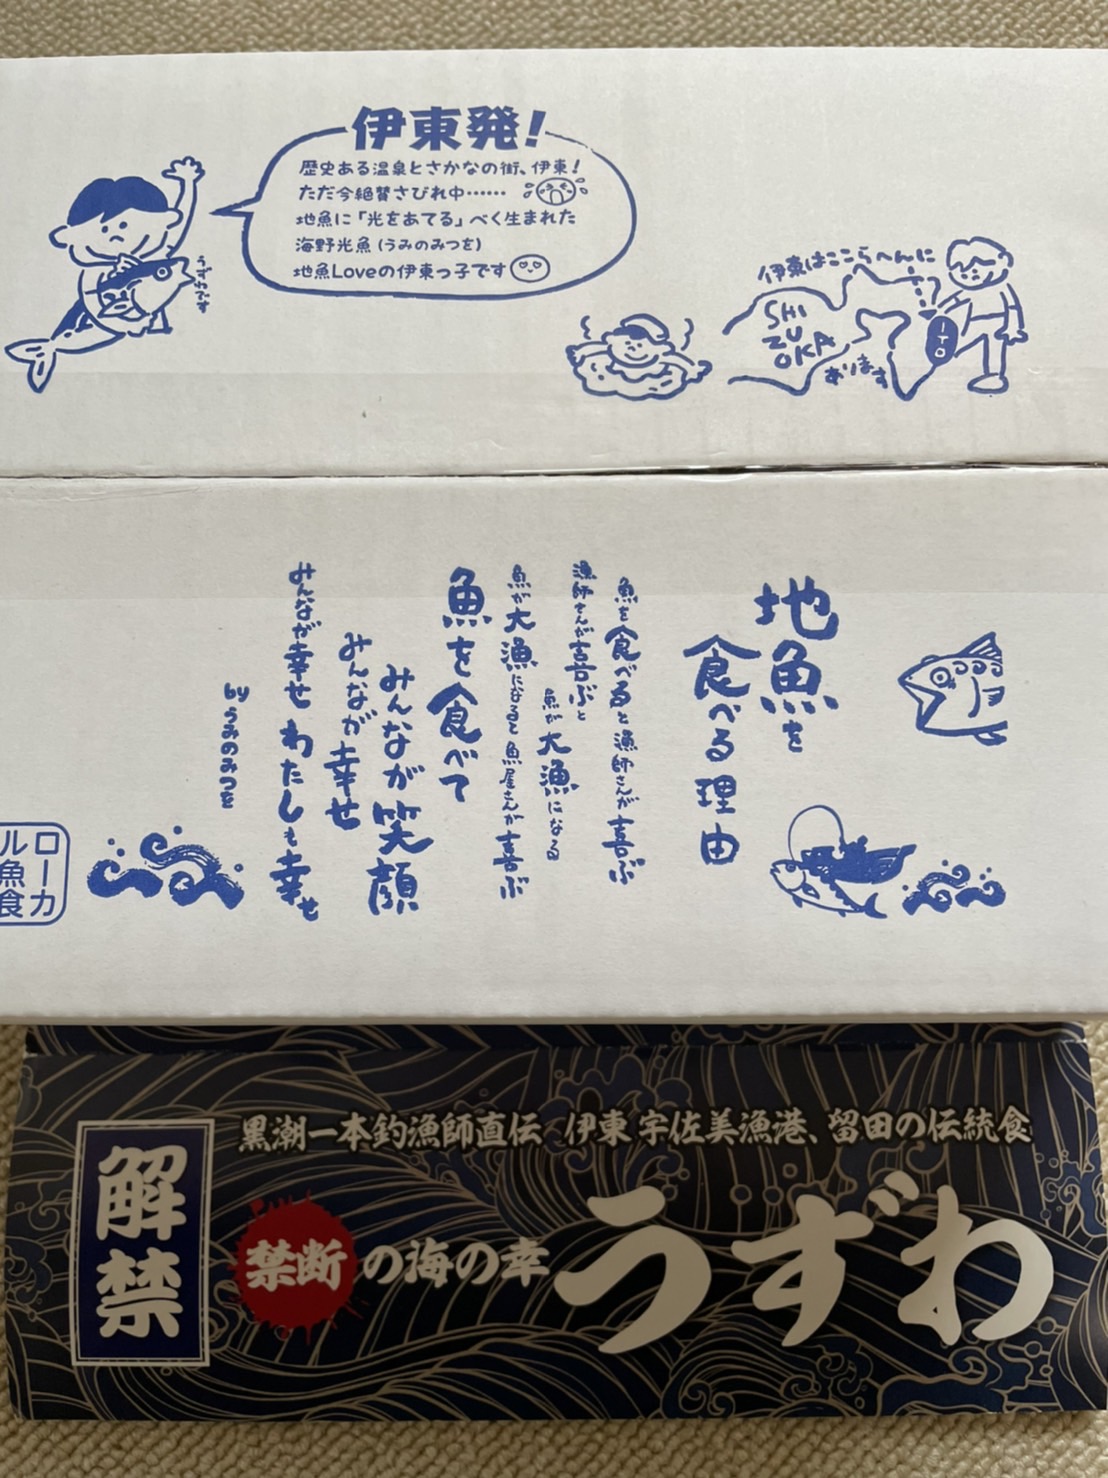 伊東発!
歴史ある温泉とさかなの街、伊東!
ただ今絶賛さびれ中……
地魚に「光をあてる」べく生まれた
海野光魚(うみのみつを)
地魚Loveの伊東っ子です
うずわです
伊東はここらへんに
SHI
ZU
OKA
ITO
あります
地魚を
食べる理由
魚を食べると漁師さんが喜ぶ
漁師さんが喜ぶと
魚が大漁になる
魚が大漁になると魚屋さんが喜ぶ
魚を食べて
みんなが笑顔
みんなが幸せ
みんなが幸せ わたしも幸せ
by うみのみつを
ローカ
ル魚食
黒潮一本釣漁師直伝 伊東 宇佐美漁港、留田の伝統食
解禁
禁断の海の幸
うずわ